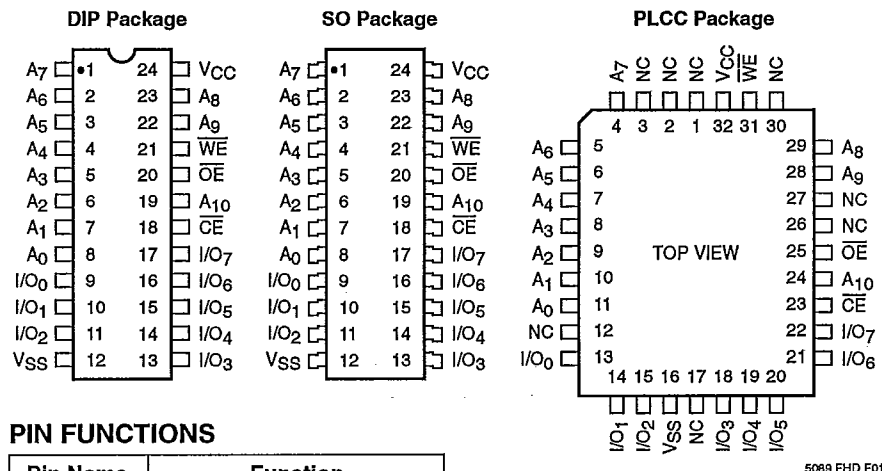 DIP Package
SO Package
PLCC Package
A7 1 24 VCC
A6 2 23 A8
A5 3 22 A9
A4 4 21 WE
A3 5 20 OE
A2 6 19 A10
A1 7 18 CE
A0 8 17 I/O7
I/O0 9 16 I/O6
I/O1 10 15 I/O5
I/O2 11 14 I/O4
VSS 12 13 I/O3
A7 1 24 VCC
A6 2 23 A8
A5 3 22 A9
A4 4 21 WE
A3 5 20 OE
A2 6 19 A10
A1 7 18 CE
A0 8 17 I/O7
I/O0 9 16 I/O6
I/O1 10 15 I/O5
I/O2 11 14 I/O4
VSS 12 13 I/O3
A7 NC NC NC VCC WE NC
4 3 2 1 32 31 30
A6 5 29 A8
A5 6 28 A9
A4 7 27 NC
A3 8 26 NC
A2 9 TOP VIEW 25 OE
A1 10 24 A10
A0 11 23 CE
NC 12 22 I/O7
I/O0 13 21 I/O6
14 15 16 17 18 19 20
I/O1 I/O2 VSS NC I/O3 I/O4 I/O5
5089 FHD F01
PIN FUNCTIONS
Pin Name Function